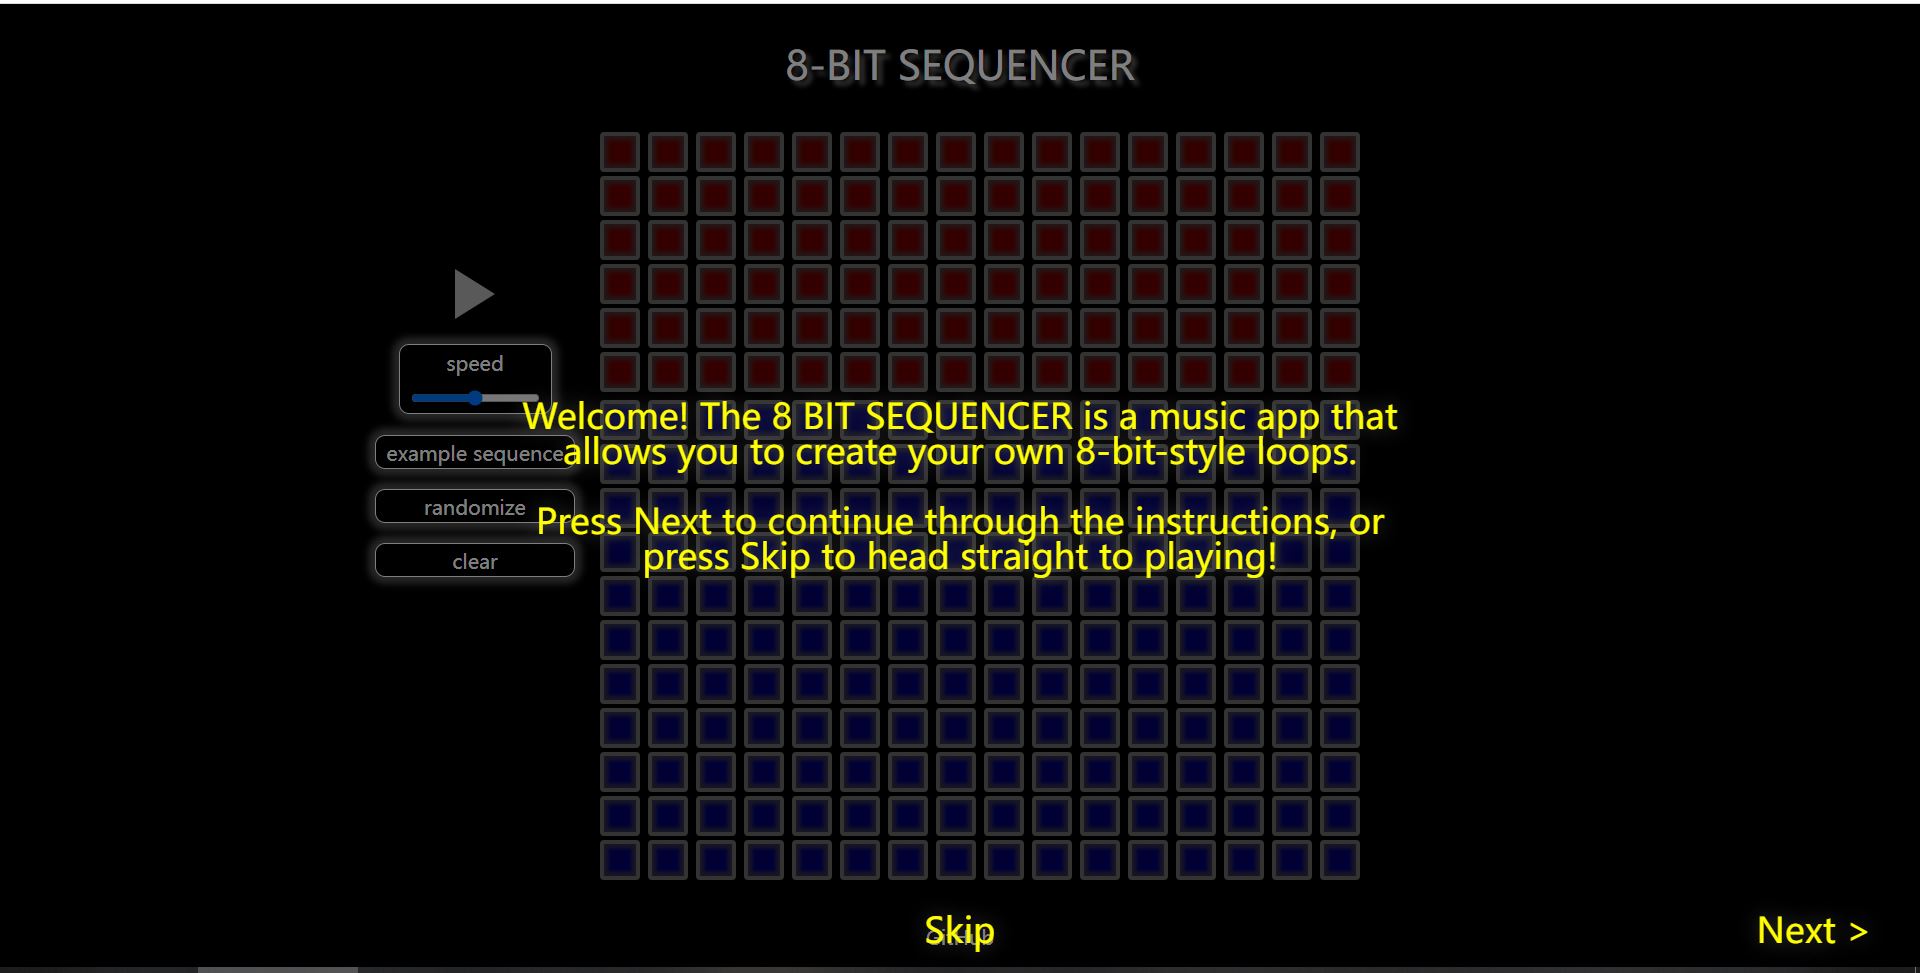 8-BIT SEQUENCER
speed
example sequence
randomize
clear
Welcome! The 8 BIT SEQUENCER is a music app that
allows you to create your own 8-bit-style loops.
Press Next to continue through the instructions, or
press Skip to head straight to playing!
Skip
GitHub
Next >